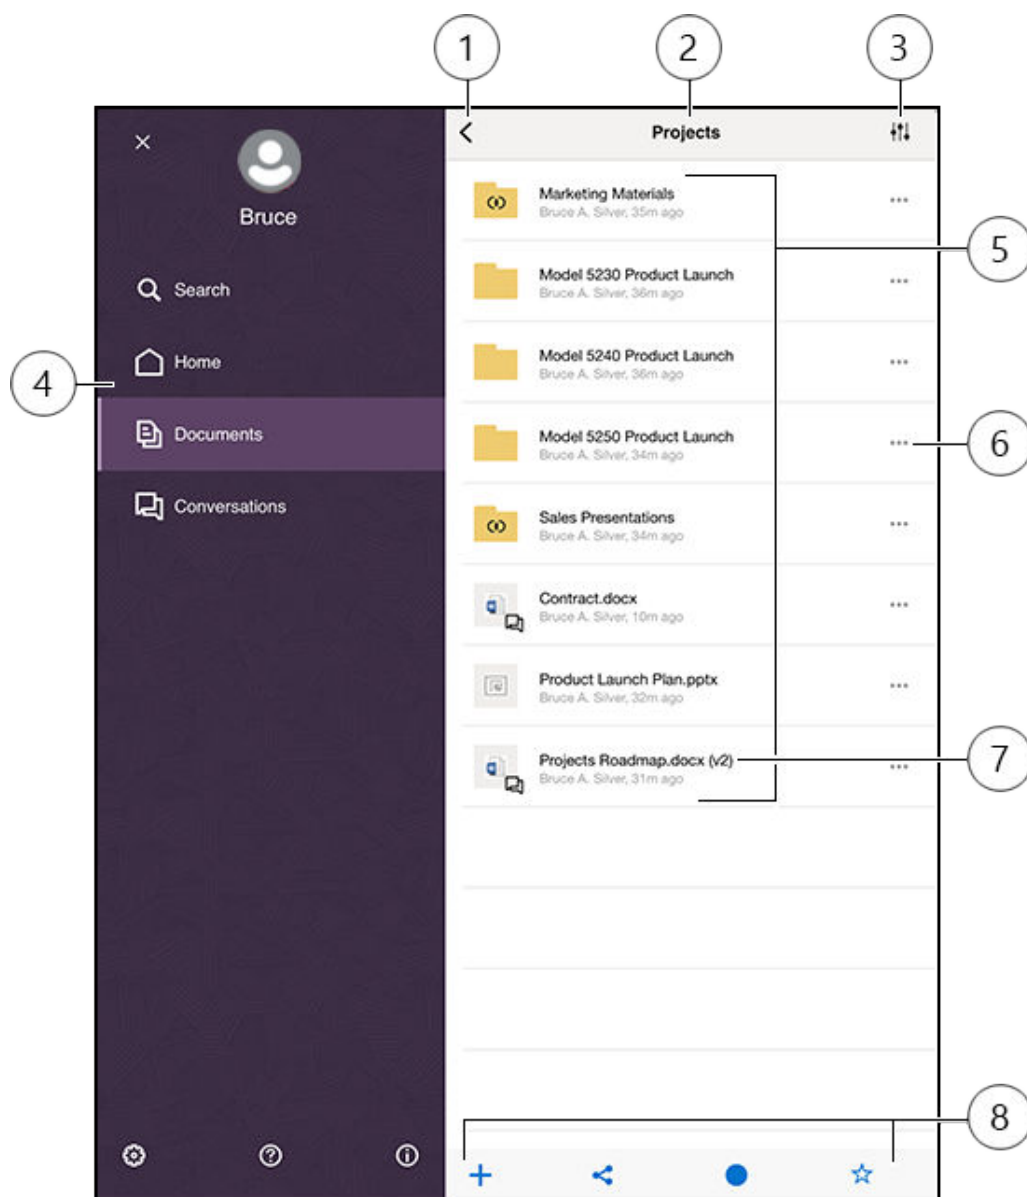 1
2
3
Projects
Bruce
Search
Home
Documents
Conversations
4
Marketing Materials
Bruce A. Silver, 35m ago
Model 5230 Product Launch
Bruce A. Silver, 36m ago
Model 5240 Product Launch
Bruce A. Silver, 36m ago
Model 5250 Product Launch
Bruce A. Silver, 34m ago
Sales Presentations
Bruce A. Silver, 34m ago
Contract.docx
Bruce A. Silver, 10m ago
Product Launch Plan.pptx
Bruce A. Silver, 32m ago
Projects Roadmap.docx (v2)
Bruce A. Silver, 31m ago
5
6
7
8